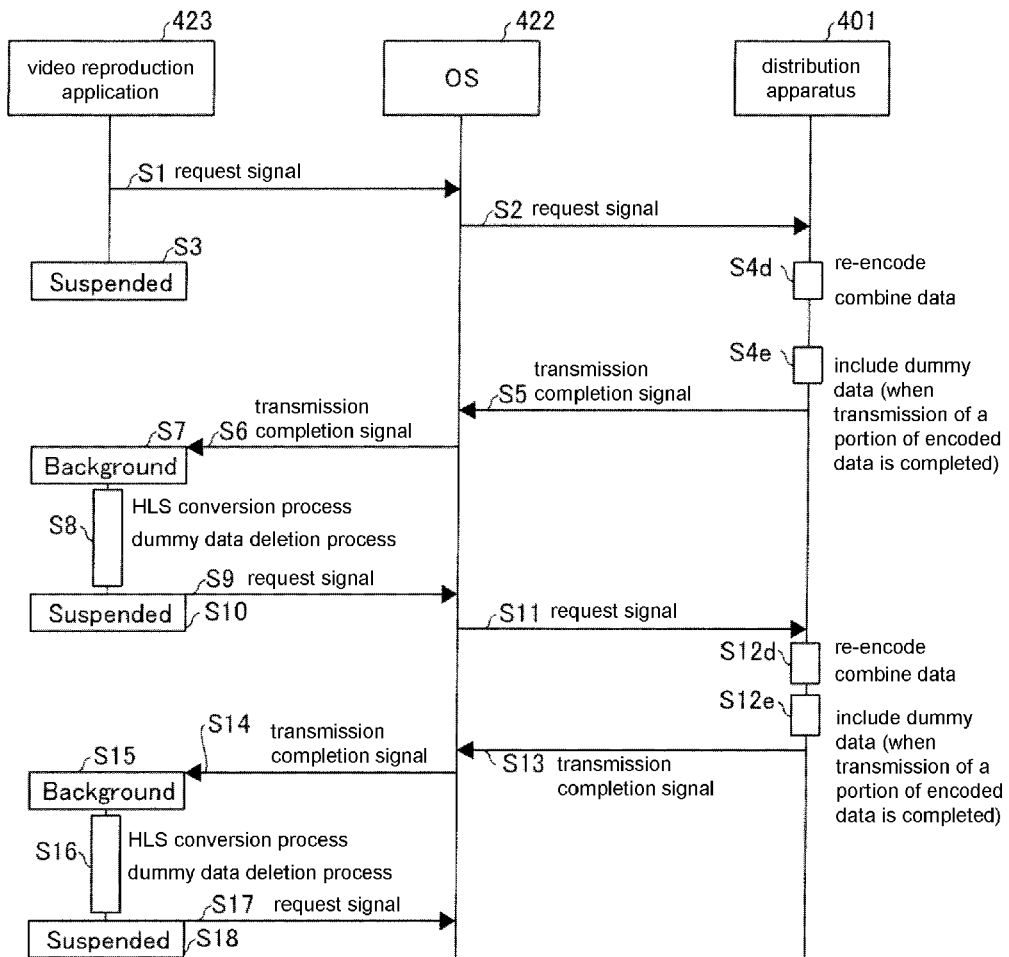 423
422
401
video reproduction
application
OS
distribution
apparatus
S1 request signal
S2 request signal
S3
Suspended
S4d
re-encode
combine data
S4e
include dummy
data (when
transmission of a
portion of encoded
data is completed)
transmission
S5 completion signal
transmission
S6 completion signal
S7
Background
S8
HLS conversion process
dummy data deletion process
S9 request signal
Suspended
S10
S11 request signal
S12d
re-encode
combine data
S12e
include dummy
data (when
transmission of a
portion of encoded
data is completed)
S13 transmission
completion signal
S14
transmission
completion signal
S15
Background
S16
HLS conversion process
dummy data deletion process
S17 request signal
Suspended
S18